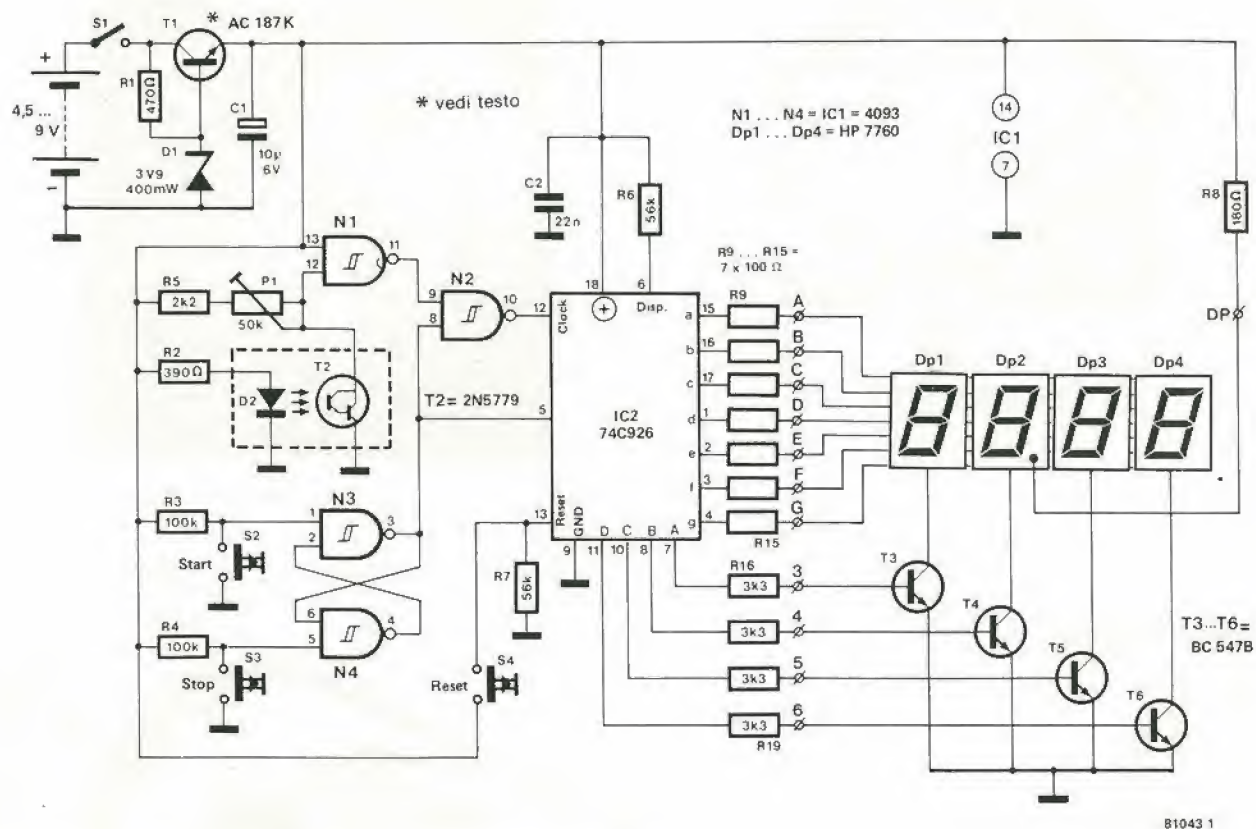 S1
T1
* AC 187K
+
4,5 ...
9 V
R1
470Ω
C1
10µ
6V
D1
3V9
400mW
* vedi testo
N1 ... N4 = IC1 = 4093
Dp1 ... Dp4 = HP 7760
14
IC1
7
R8
180Ω
DP
C2
22n
R6
56k
R9 ... R15 =
7 x 100 Ω
N1
13
12
11
N2
9
8
10
12
R5
2k2
P1
50k
R2
390Ω
D2
T2
T2 = 2N5779
18
6
+
Disp.
Clock
5
IC2
74C926
a
15
R9
A
b
16
B
c
17
C
d
1
D
e
2
E
f
3
F
g
4
G
R15
Dp1
Dp2
Dp3
Dp4
13
Reset
GND
D
C
B
A
9
11
10
8
7
R3
100k
S2
Start
N3
1
2
3
R4
100k
S3
Stop
6
5
4
N4
R7
56k
Reset
S4
R16
3k3
3
T3
3k3
4
T4
3k3
5
T5
3k3
6
T6
R19
T3...T6 =
BC 547B
81043 1